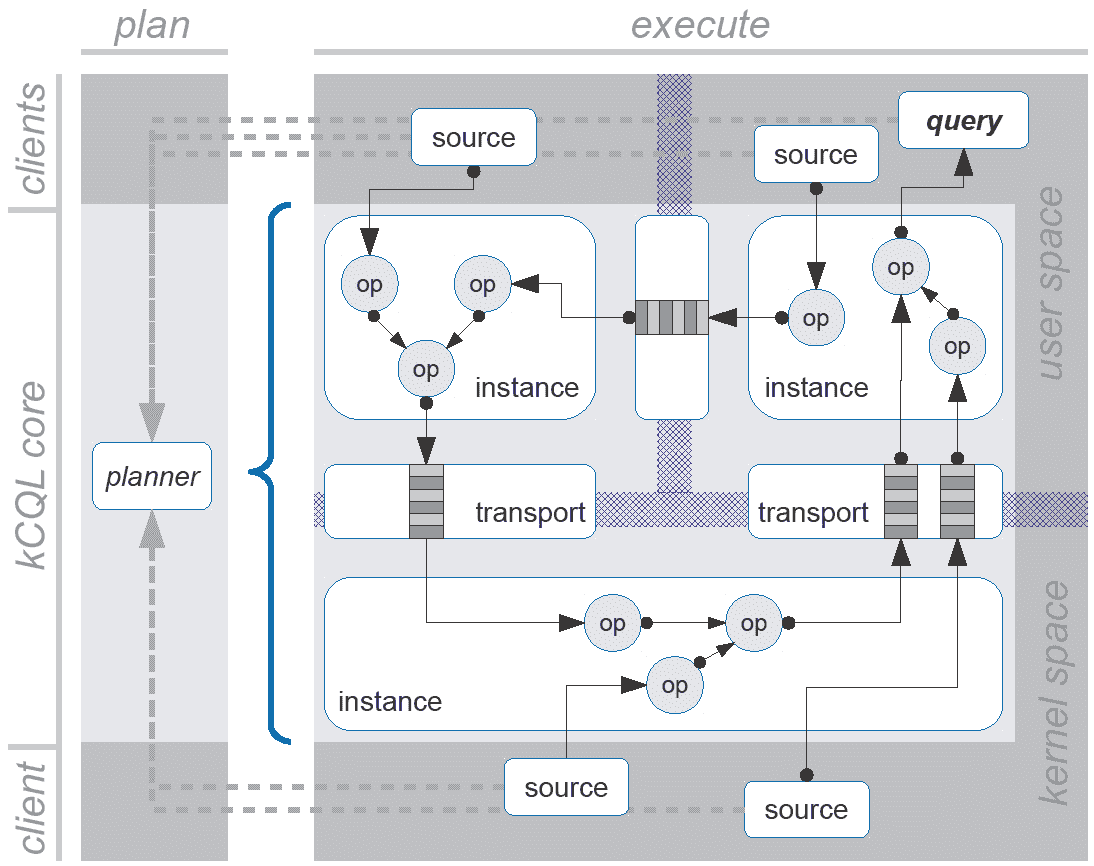 plan
execute
clients
source
query
source
user space
op
op
op
op
op
op
instance
instance
kCQL core
planner
transport
transport
op
op
op
instance
kernel space
client
source
source